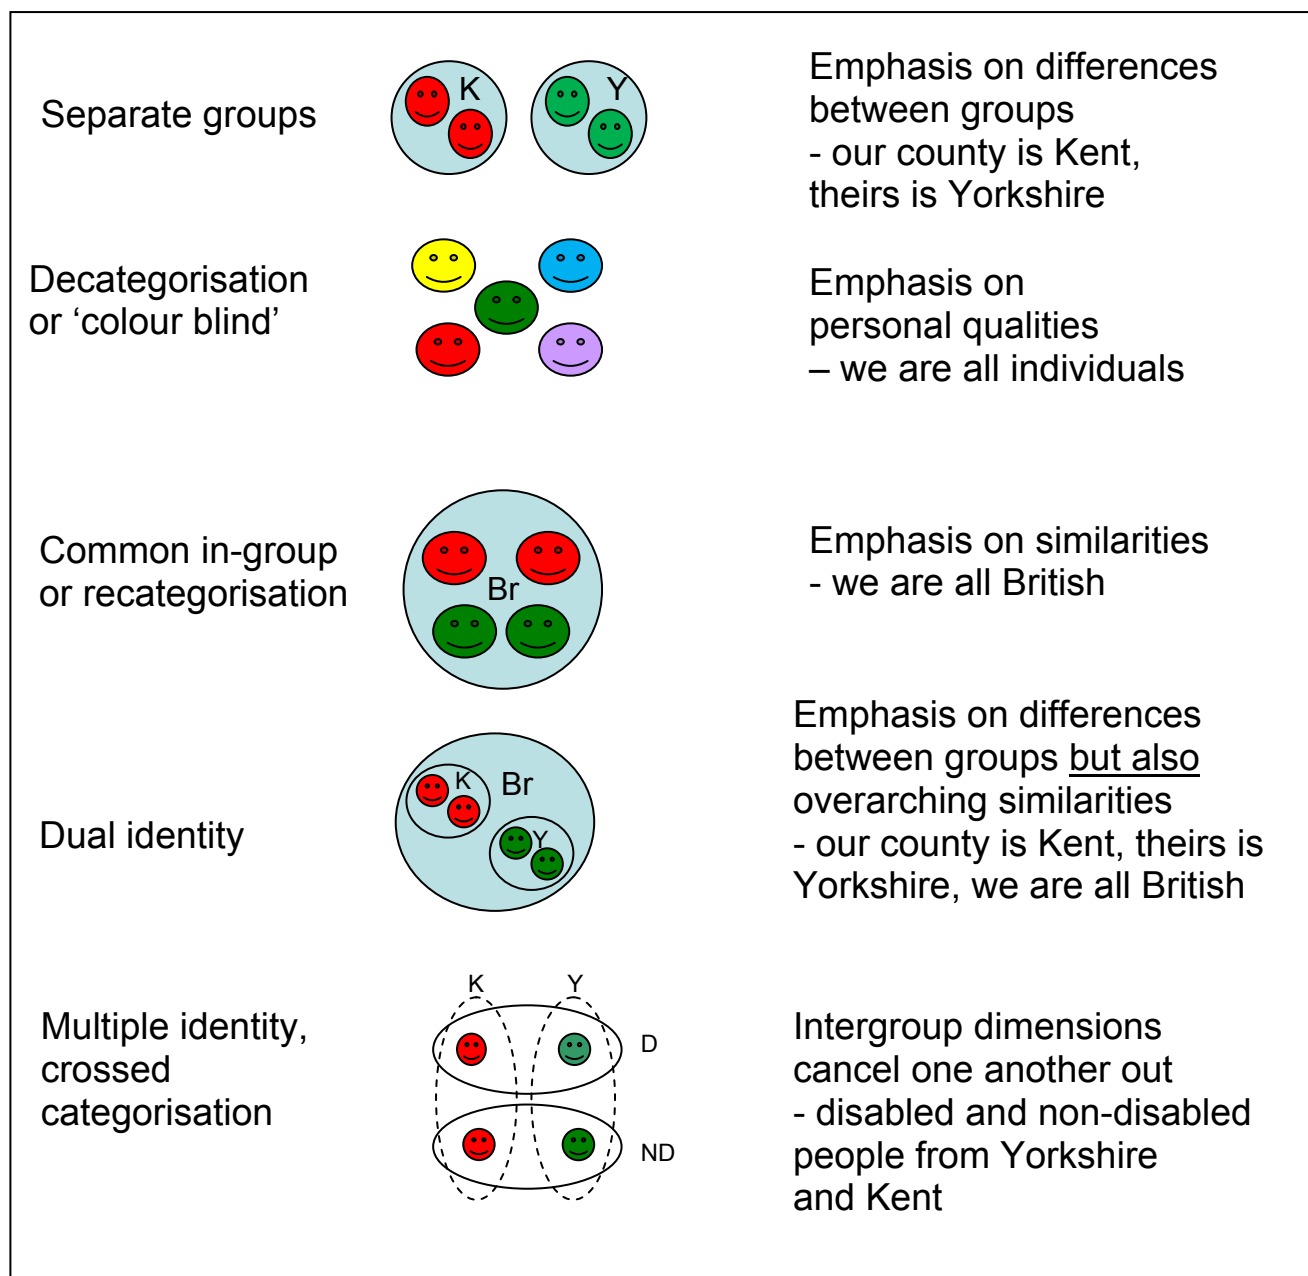 Separate groups
K
Y
Emphasis on differences
between groups
- our county is Kent,
theirs is Yorkshire
Decategorisation
or ‘colour blind’
Emphasis on
personal qualities
– we are all individuals
Common in-group
or recategorisation
Br
Emphasis on similarities
- we are all British
Dual identity
K
Br
Y
Emphasis on differences
between groups but also
overarching similarities
- our county is Kent, theirs is
Yorkshire, we are all British
Multiple identity,
crossed
categorisation
K
Y
D
ND
Intergroup dimensions
cancel one another out
- disabled and non-disabled
people from Yorkshire
and Kent